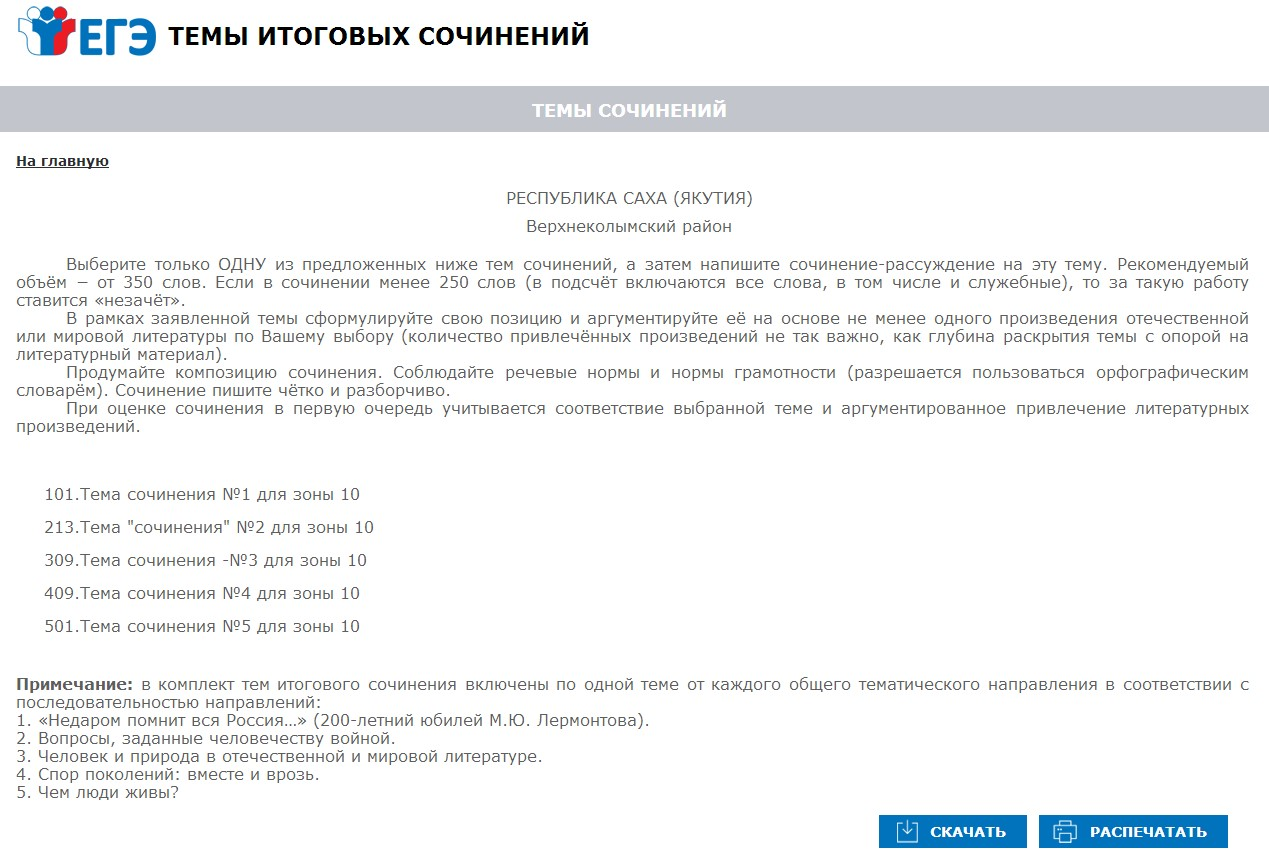 ЕГЭ ТЕМЫ ИТОГОВЫХ СОЧИНЕНИЙ
ТЕМЫ СОЧИНЕНИЙ
На главную
РЕСПУБЛИКА САХА (ЯКУТИЯ)
Верхнеколымский район
Выберите только ОДНУ из предложенных ниже тем сочинений, а затем напишите сочинение-рассуждение на эту тему. Рекомендуемый
объём – от 350 слов. Если в сочинении менее 250 слов (в подсчёт включаются все слова, в том числе и служебные), то за такую работу
ставится «незачёт».
В рамках заявленной темы сформулируйте свою позицию и аргументируйте её на основе не менее одного произведения отечественной
или мировой литературы по Вашему выбору (количество привлечённых произведений не так важно, как глубина раскрытия темы с опорой на
литературный материал).
Продумайте композицию сочинения. Соблюдайте речевые нормы и нормы грамотности (разрешается пользоваться орфографическим
словарём). Сочинение пишите чётко и разборчиво.
При оценке сочинения в первую очередь учитывается соответствие выбранной теме и аргументированное привлечение литературных
произведений.
101.Тема сочинения №1 для зоны 10
213.Тема "сочинения" №2 для зоны 10
309.Тема сочинения -№3 для зоны 10
409.Тема сочинения №4 для зоны 10
501.Тема сочинения №5 для зоны 10
Примечание: в комплект тем итогового сочинения включены по одной теме от каждого общего тематического направления в соответствии с
последовательностью направлений:
1. «Недаром помнит вся Россия…» (200-летний юбилей М.Ю. Лермонтова).
2. Вопросы, заданные человечеству войной.
3. Человек и природа в отечественной и мировой литературе.
4. Спор поколений: вместе и врозь.
5. Чем люди живы?
СКАЧАТЬ РАСПЕЧАТАТЬ